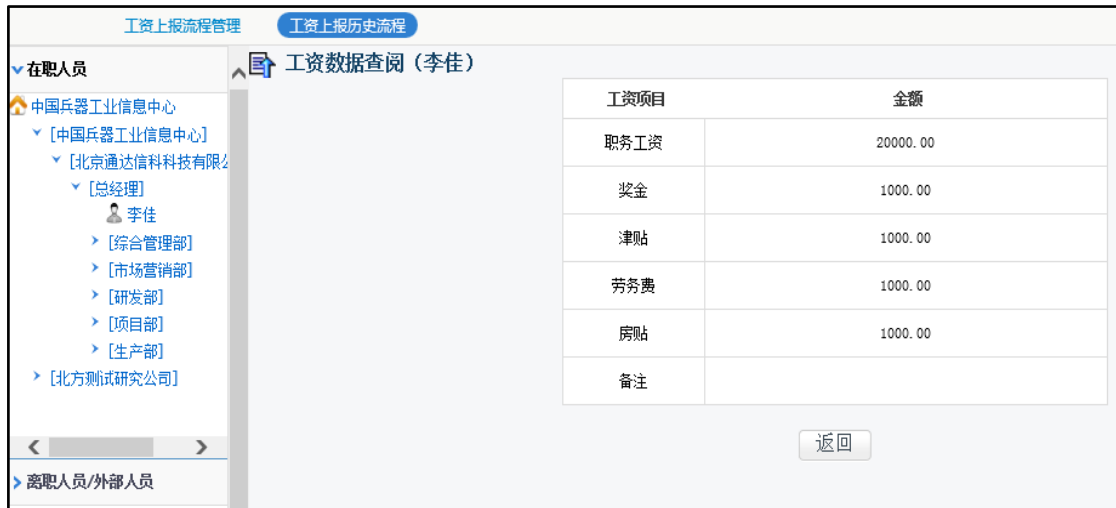 工资上报流程管理 工资上报历史流程
在职人员
中国兵器工业信息中心
[中国兵器工业信息中心]
[北京通达信科科技有限公
[总经理]
李佳
[综合管理部]
[市场营销部]
[研发部]
[项目部]
[生产部]
[北方测试研究公司]
离职人员/外部人员
工资数据查阅（李佳）
工资项目 金额
职务工资 20000.00
奖金 1000.00
津贴 1000.00
劳务费 1000.00
房贴 1000.00
备注
返回